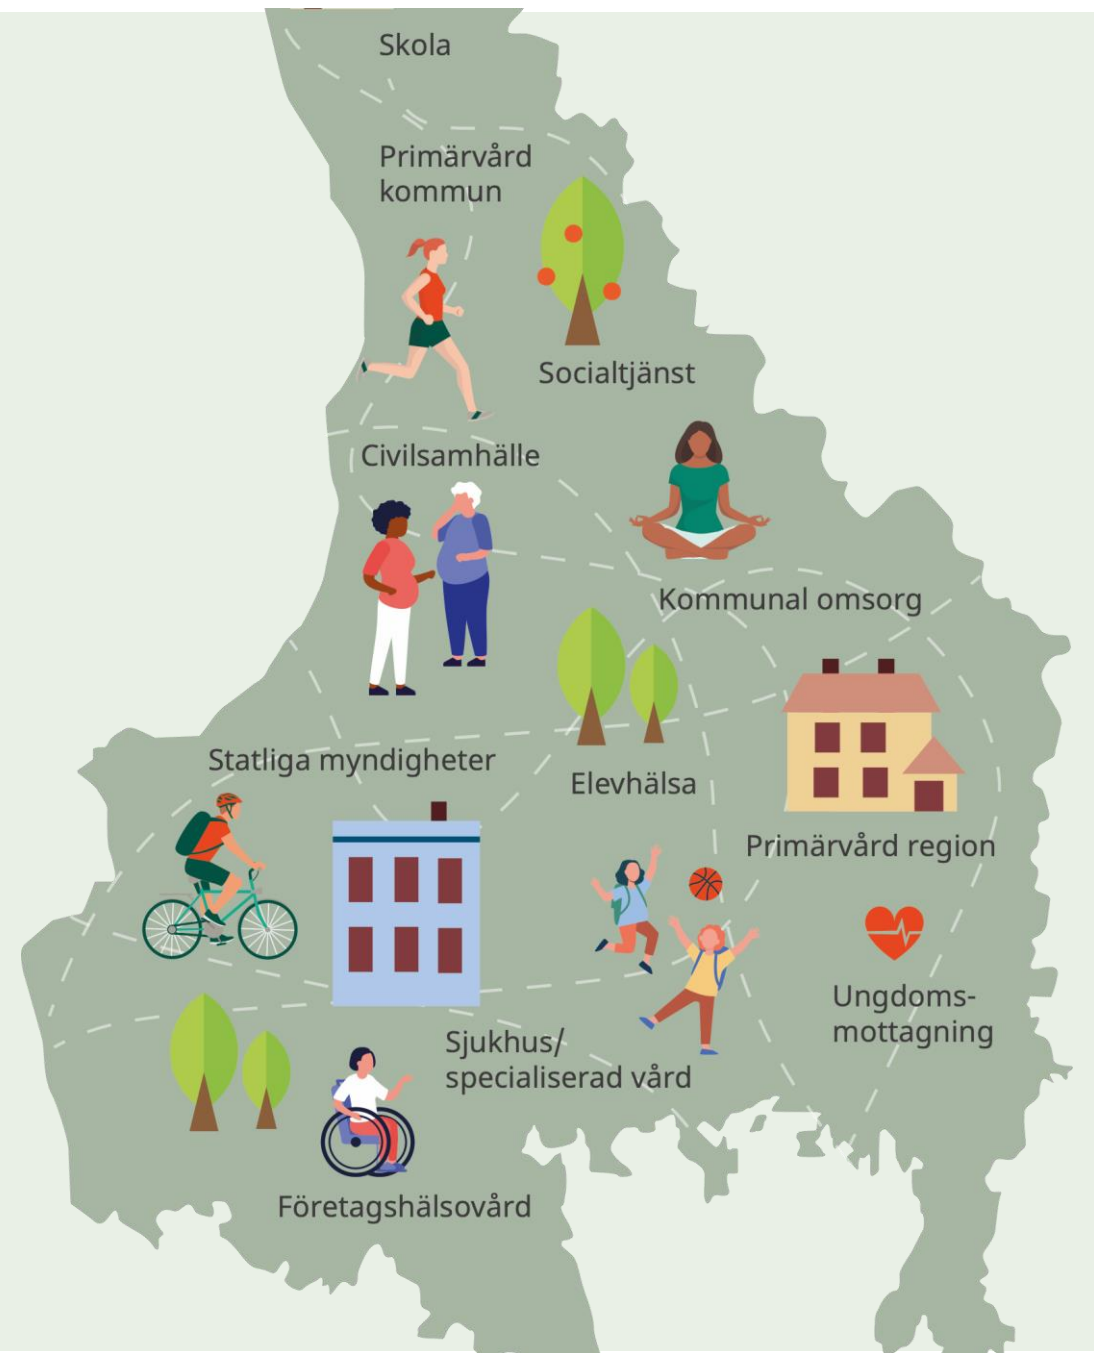 Skola
Primärvård
kommun
Socialtjänst
Civilsamhälle
Kommunal omsorg
Statliga myndigheter
Elevhälsa
Primärvård region
Ungdoms-
mottagning
Sjukhus/
specialiserad vård
Företagshälsovård